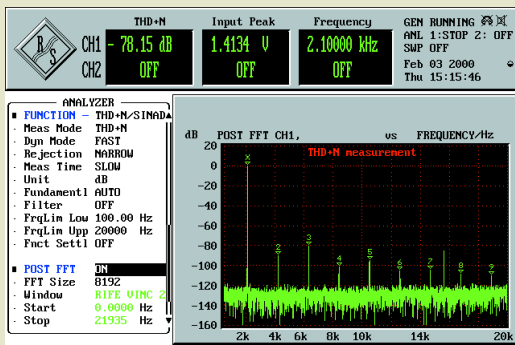 THD+N Input Peak Frequency
R S
CH1 - 78.15 dB 1.4134 V 2.10000 kHz
CH2 OFF OFF OFF
GEN RUNNING
ANL 1:STOP 2: OFF
SWP OFF
Feb 03 2000
Thu 15:15:46
ANALYZER
FUNCTION - THD+N/SINAD
Meas Mode THD+N
Dyn Mode FAST
Rejection NARROW
Meas Time SLOW
Unit dB
Fundamentl AUTO
Filter OFF
FrqLim Low 100.00 Hz
FrqLim Upp 20000 Hz
Fnct Settl OFF
POST FFT ON
FFT Size 8192
Window RIFE VINC 2
Start 0.0000 Hz
Stop 21935 Hz
dB POST FFT CH1, vs FREQUENCY/Hz
THD+N measurement
20
0
-20
-40
-60
-80
-100
-120
-140
-160
X 2 3 4 5 6 7 8 9
2k 4k 6k 8k 10k 14k 20k